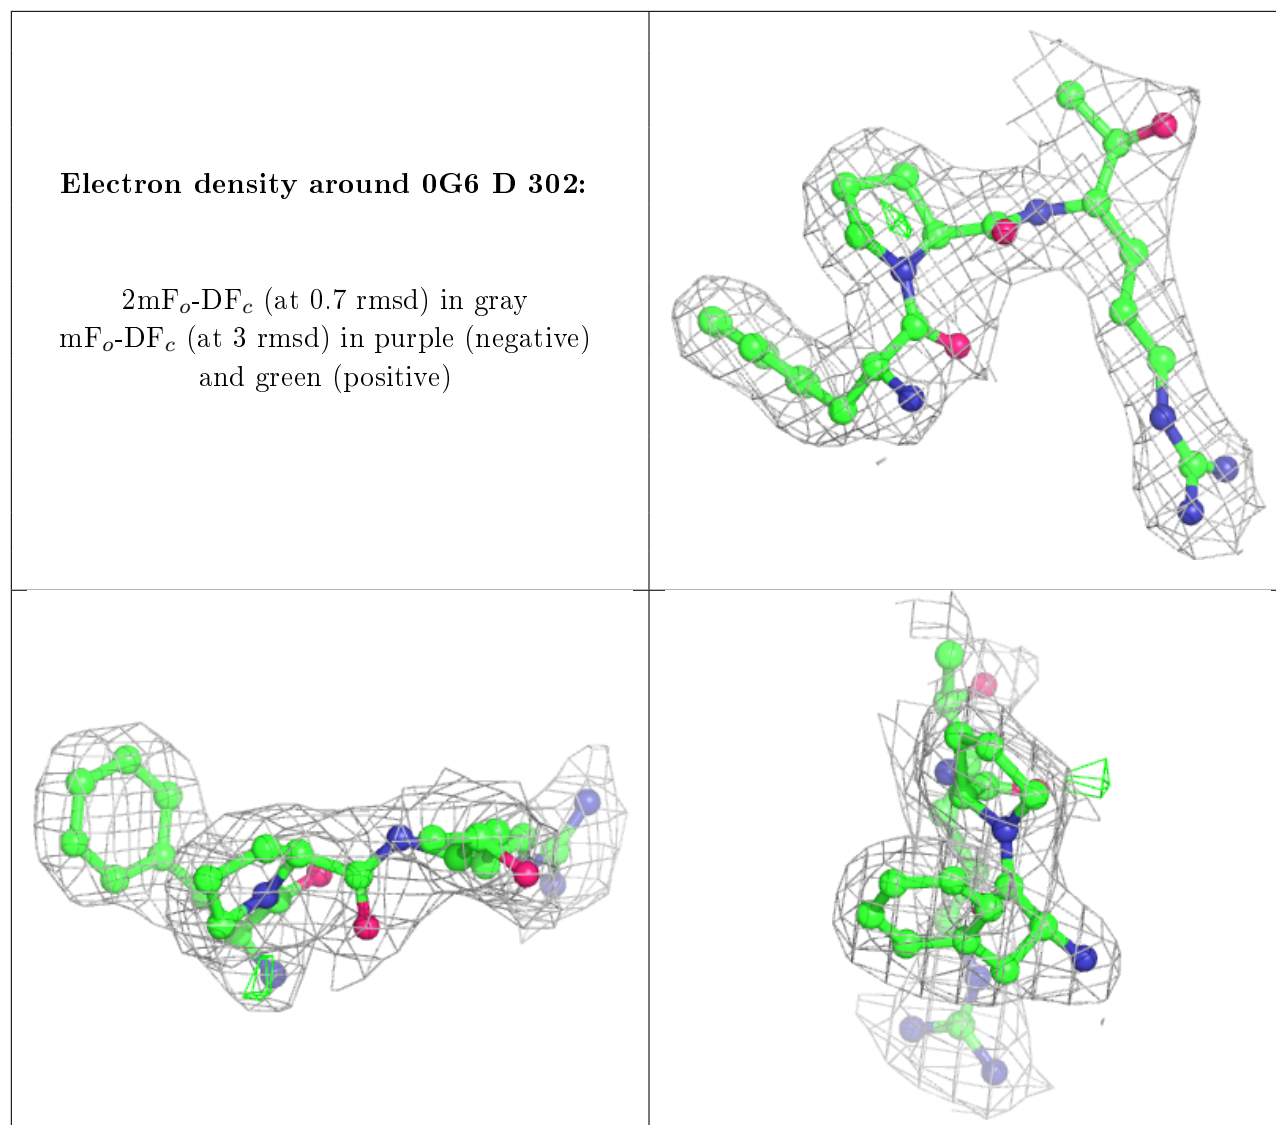 Electron density around 0G6 D 302:
2mFo-DFc (at 0.7 rmsd) in gray
mFo-DFc (at 3 rmsd) in purple (negative)
and green (positive)